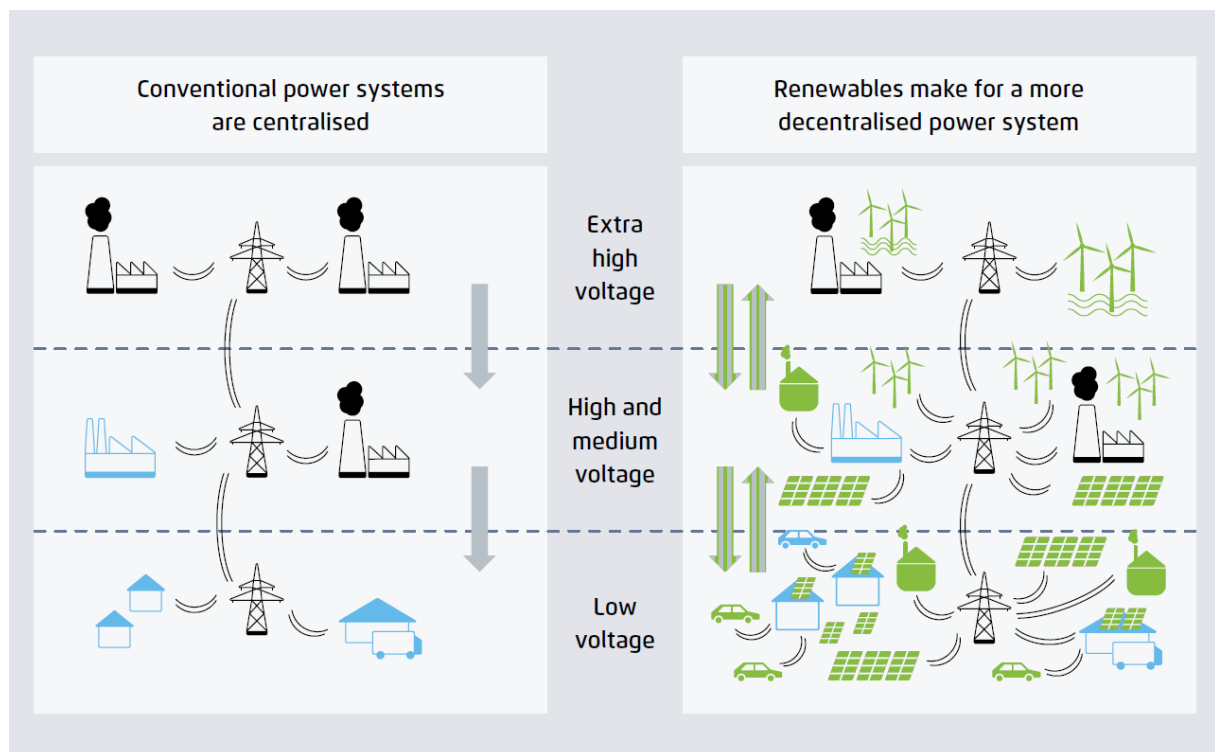 Conventional power systems
are centralised
Renewables make for a more
decentralised power system
Extra
high
voltage
High and
medium
voltage
Low
voltage